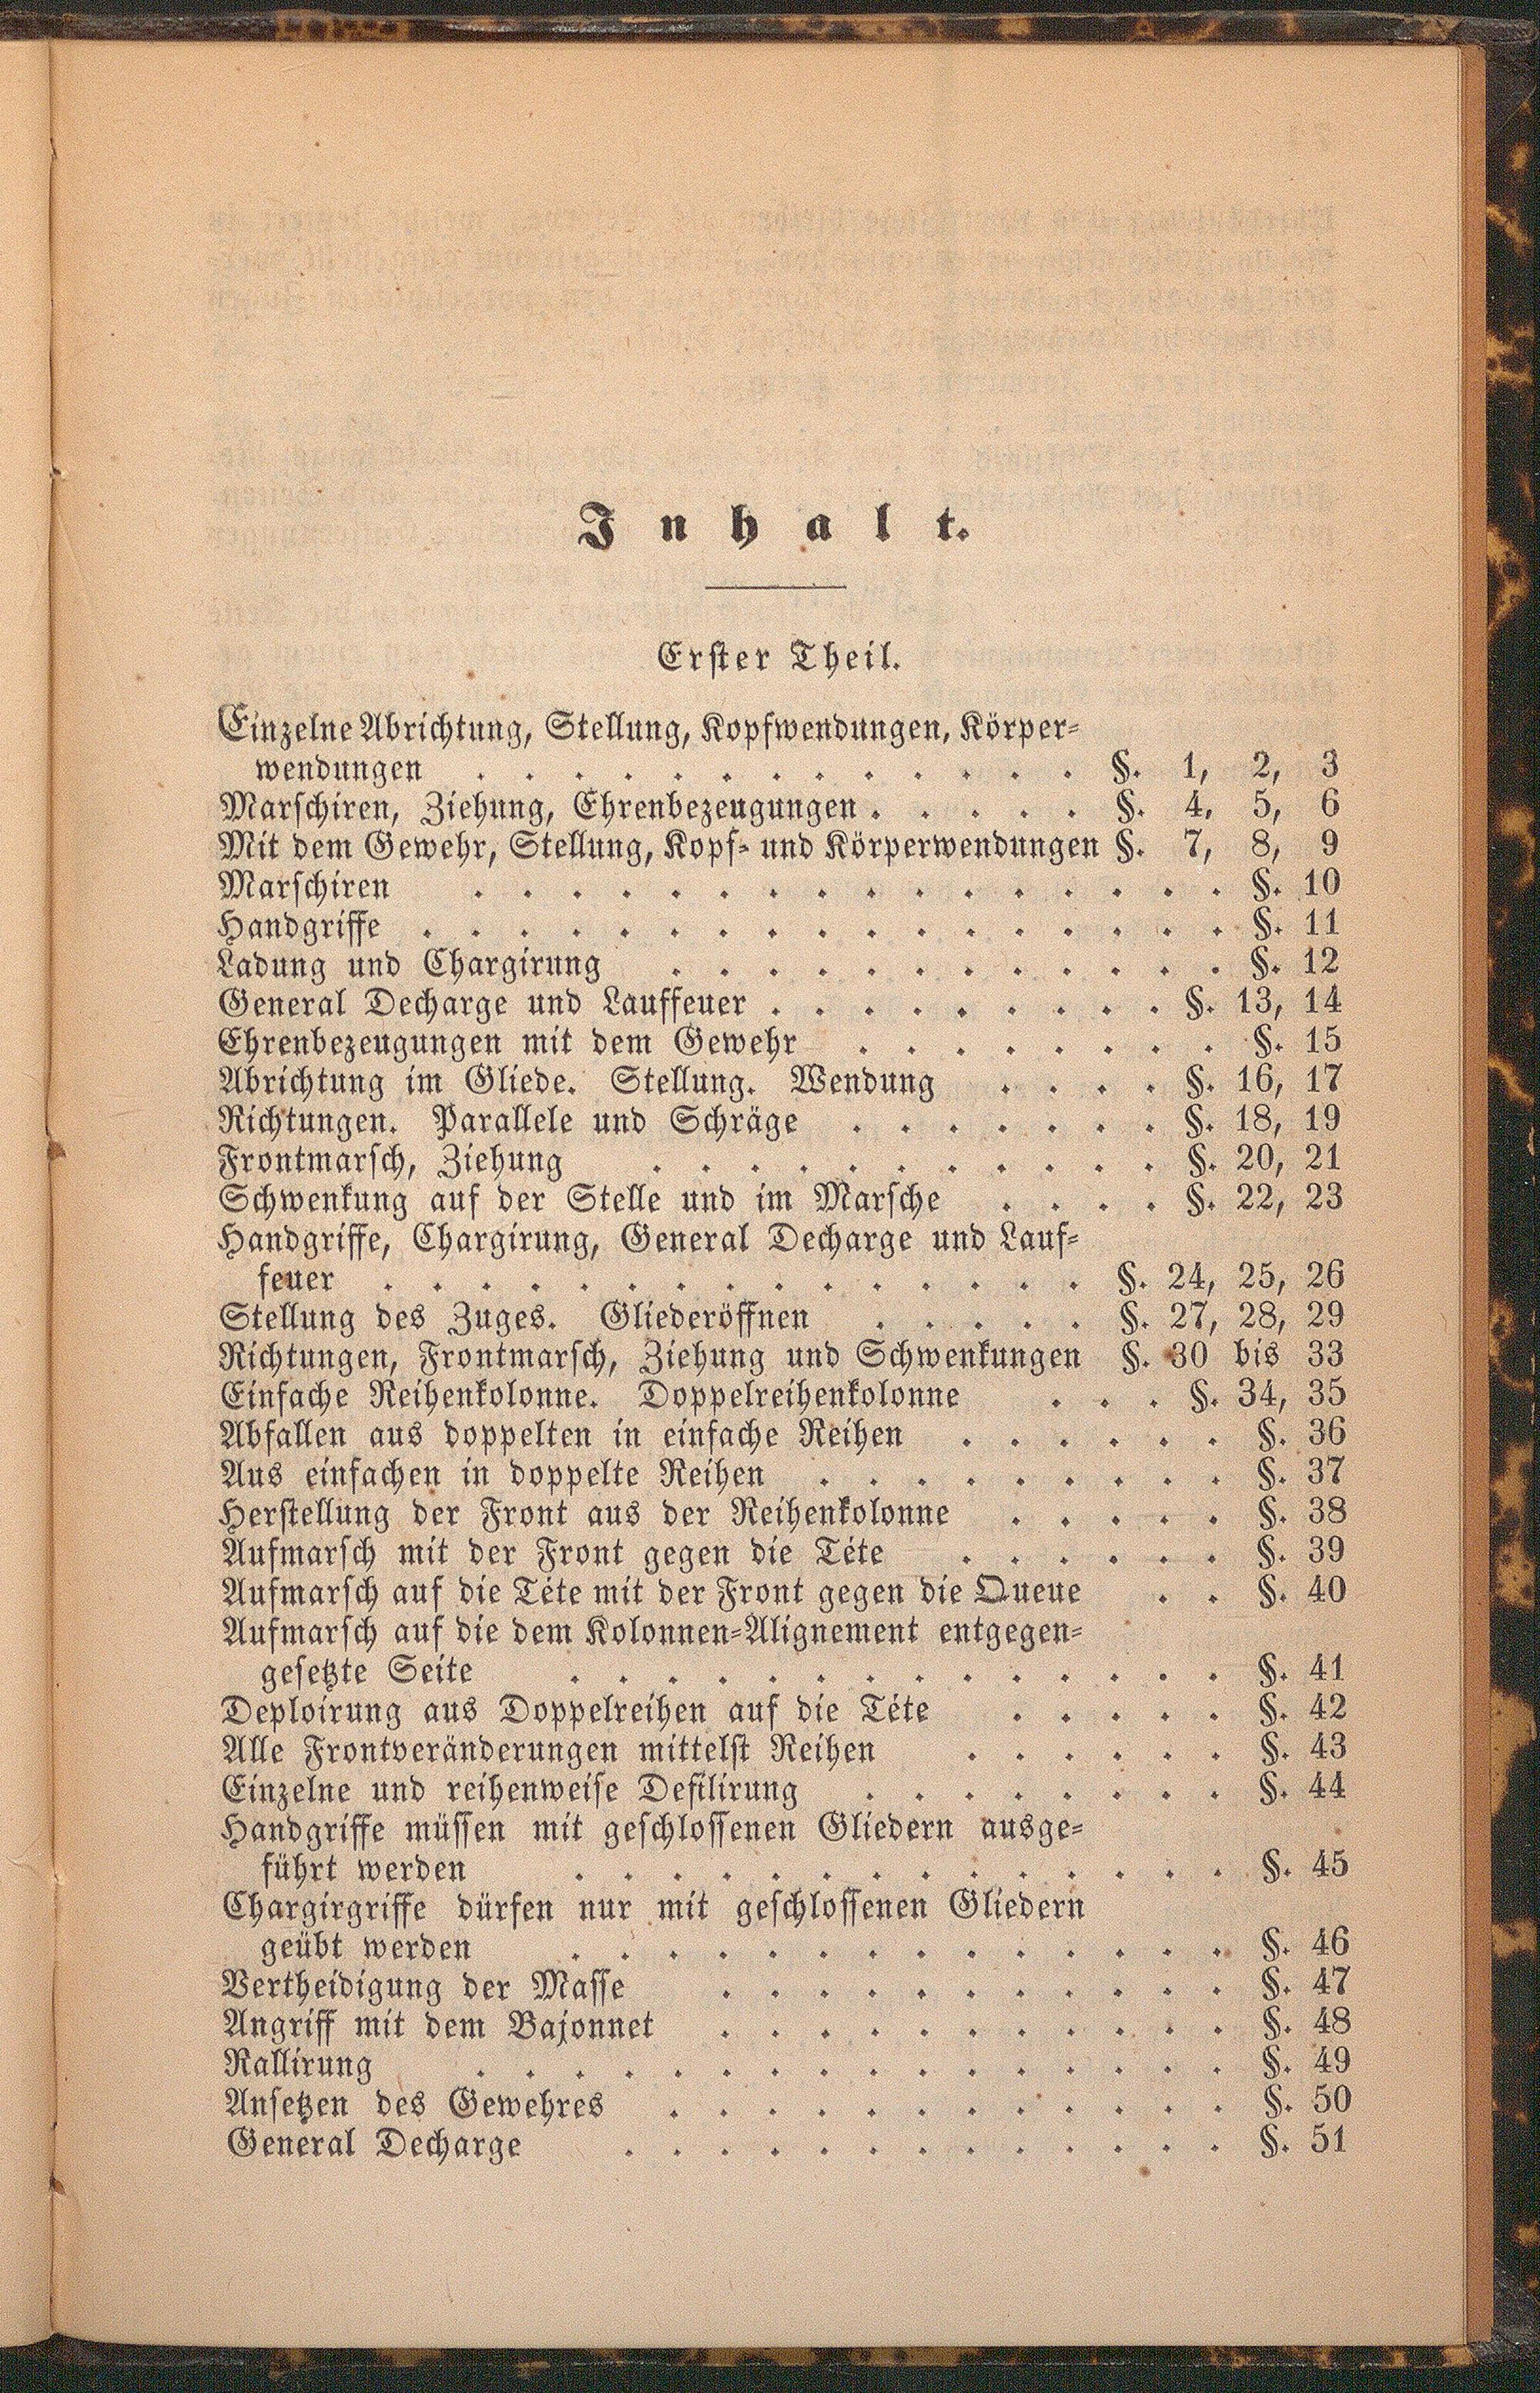 Inhalt.
Erster Theil.
Einzelne Abrichtung, Stellung, Kopfwendungen, Körper-
wendungen . . . . . . . . . . . . . §. 1, 2, 3
Marschiren, Ziehung, Ehrenbezeugungen . . . . . §. 4, 5, 6
Mit dem Gewehr, Stellung, Kopf- und Körperwendungen §. 7, 8, 9
Marschiren . . . . . . . . . . . . . . . . §. 10
Handgriffe . . . . . . . . . . . . . . . . . §. 11
Ladung und Chargirung . . . . . . . . . . . . §. 12
General Decharge und Lauffeuer . . . . . . . . . §. 13, 14
Ehrenbezeugungen mit dem Gewehr . . . . . . . . §. 15
Abrichtung im Gliede. Stellung. Wendung . . . . §. 16, 17
Richtungen. Parallele und Schräge . . . . . . . §. 18, 19
Frontmarsch, Ziehung . . . . . . . . . . . §. 20, 21
Schwenkung auf der Stelle und im Marsche . . . . §. 22, 23
Handgriffe, Chargirung, General Decharge und Lauf-
feuer . . . . . . . . . . . . . . . §. 24, 25, 26
Stellung des Zuges. Gliederöffnen . . . . . §. 27, 28, 29
Richtungen, Frontmarsch, Ziehung und Schwenkungen §. 30 bis 33
Einfache Reihenkolonne. Doppelreihenkolonne . . . §. 34, 35
Abfallen aus doppelten in einfache Reihen . . . . . . §. 36
Aus einfachen in doppelte Reihen . . . . . . . . . §. 37
Herstellung der Front aus der Reihenkolonne . . . . . §. 38
Aufmarsch mit der Front gegen die Téte . . . . . . §. 39
Aufmarsch auf die Téte mit der Front gegen die Queue . . §. 40
Aufmarsch auf die dem Kolonnen-Alignement entgegen-
gesetzte Seite . . . . . . . . . . . . . . §. 41
Deploirung aus Doppelreihen auf die Téte . . . . . §. 42
Alle Frontveränderungen mittelst Reihen . . . . . . §. 43
Einzelne und reihenweise Defilirung . . . . . . . . §. 44
Handgriffe müssen mit geschlossenen Gliedern ausge-
führt werden . . . . . . . . . . . . . . §. 45
Chargirgriffe dürfen nur mit geschlossenen Gliedern
geübt werden . . . . . . . . . . . . . . §. 46
Vertheidigung der Masse . . . . . . . . . . . §. 47
Angriff mit dem Bajonnet . . . . . . . . . . . §. 48
Rallirung . . . . . . . . . . . . . . . . §. 49
Ansetzen des Gewehres . . . . . . . . . . . . §. 50
General Decharge . . . . . . . . . . . . . §. 51